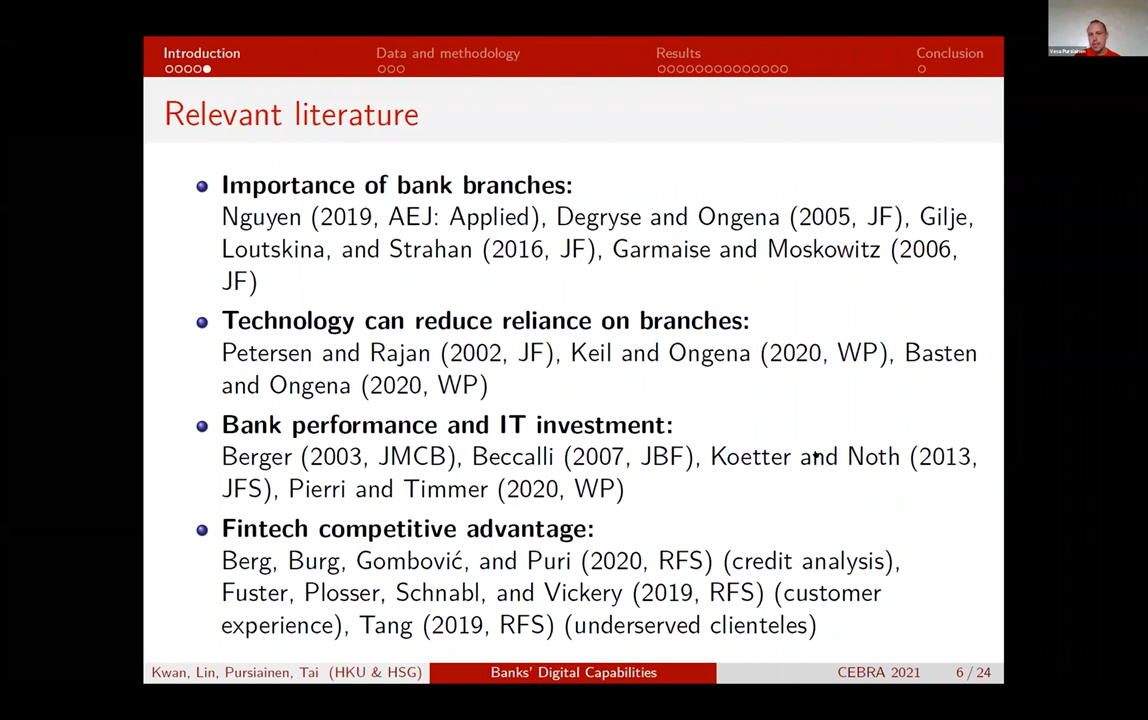 Introduction
Data and methodology
Results
Conclusion
Vesa Pursiainen
Relevant literature
Importance of bank branches:
Nguyen (2019, AEJ: Applied), Degryse and Ongena (2005, JF), Gilje,
Loutskina, and Strahan (2016, JF), Garmaise and Moskowitz (2006,
JF)
Technology can reduce reliance on branches:
Petersen and Rajan (2002, JF), Keil and Ongena (2020, WP), Basten
and Ongena (2020, WP)
Bank performance and IT investment:
Berger (2003, JMCB), Beccalli (2007, JBF), Koetter and Noth (2013,
JFS), Pierri and Timmer (2020, WP)
Fintech competitive advantage:
Berg, Burg, Gombović, and Puri (2020, RFS) (credit analysis),
Fuster, Plosser, Schnabl, and Vickery (2019, RFS) (customer
experience), Tang (2019, RFS) (underserved clienteles)
Kwan, Lin, Pursiainen, Tai (HKU & HSG)
Banks' Digital Capabilities
CEBRA 2021
6 / 24